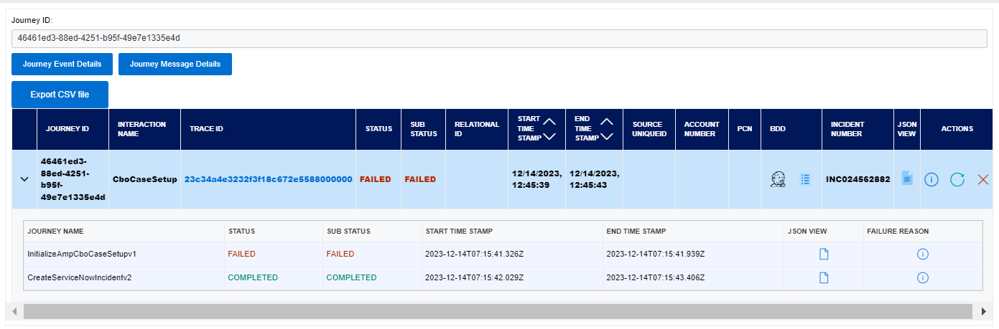 Journey ID:
46461ed3-88ed-4251-b95f-49e7e1335e4d
Journey Event Details Journey Message Details
Export CSV file
JOURNEY ID INTERACTION NAME TRACE ID STATUS SUB STATUS RELATIONAL ID START TIME STAMP END TIME STAMP SOURCE UNIQUEID ACCOUNT NUMBER PCN BDD INCIDENT NUMBER JSON VIEW ACTIONS
46461ed3-88ed-4251-b95f-49e7e1335e4d CboCaseSetup 23c34a4e3232f3f18c672e5588000000 FAILED FAILED 12/14/2023, 12:45:39 12/14/2023, 12:45:43 INC024562882
JOURNEY NAME STATUS SUB STATUS START TIME STAMP END TIME STAMP JSON VIEW FAILURE REASON
InitializeAmpCboCaseSetupv1 FAILED FAILED 2023-12-14T07:15:41.326Z 2023-12-14T07:15:41.939Z
CreateServiceNowIncidentv2 COMPLETED COMPLETED 2023-12-14T07:15:42.029Z 2023-12-14T07:15:43.406Z